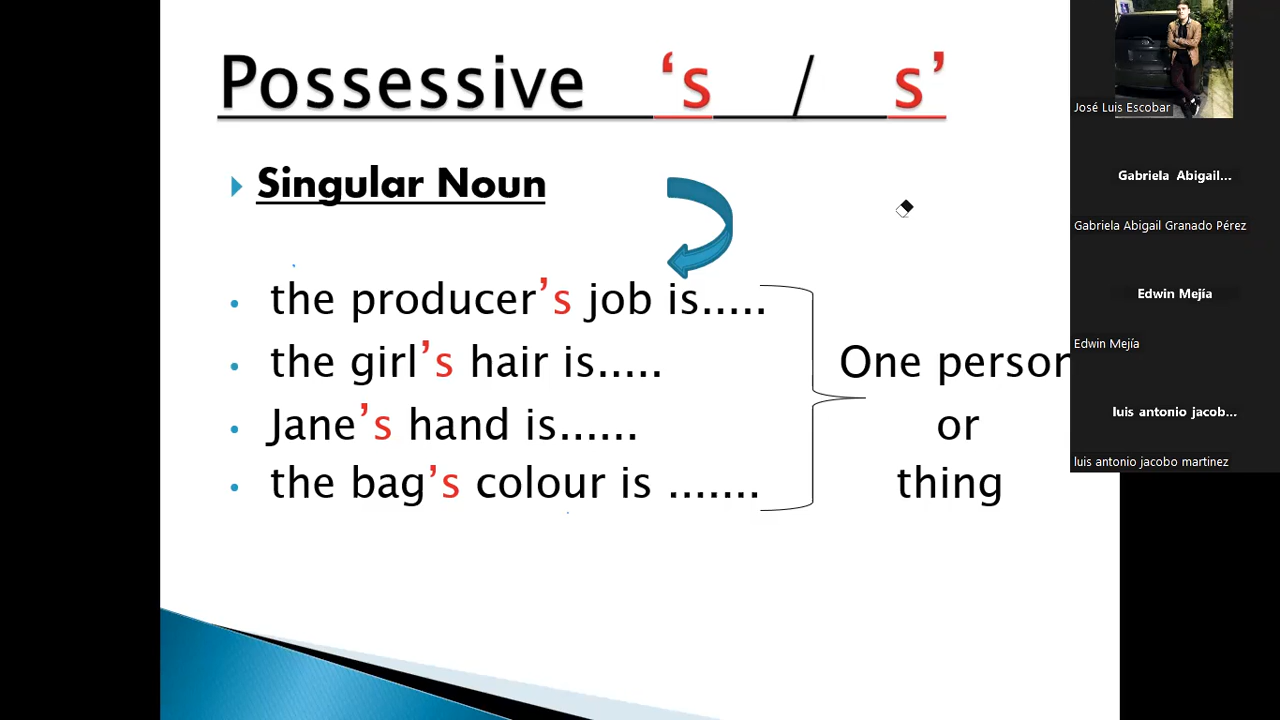 Possessive ‘s / s’
Singular Noun
the producer’s job is.....
the girl’s hair is.....
Jane’s hand is......
the bag’s colour is .......
One person
or
thing
José Luis Escobar
Gabriela Abigail...
Gabriela Abigail Granado Pérez
Edwin Mejía
Edwin Mejía
luis antonio jacob...
luis antonio jacobo martinez